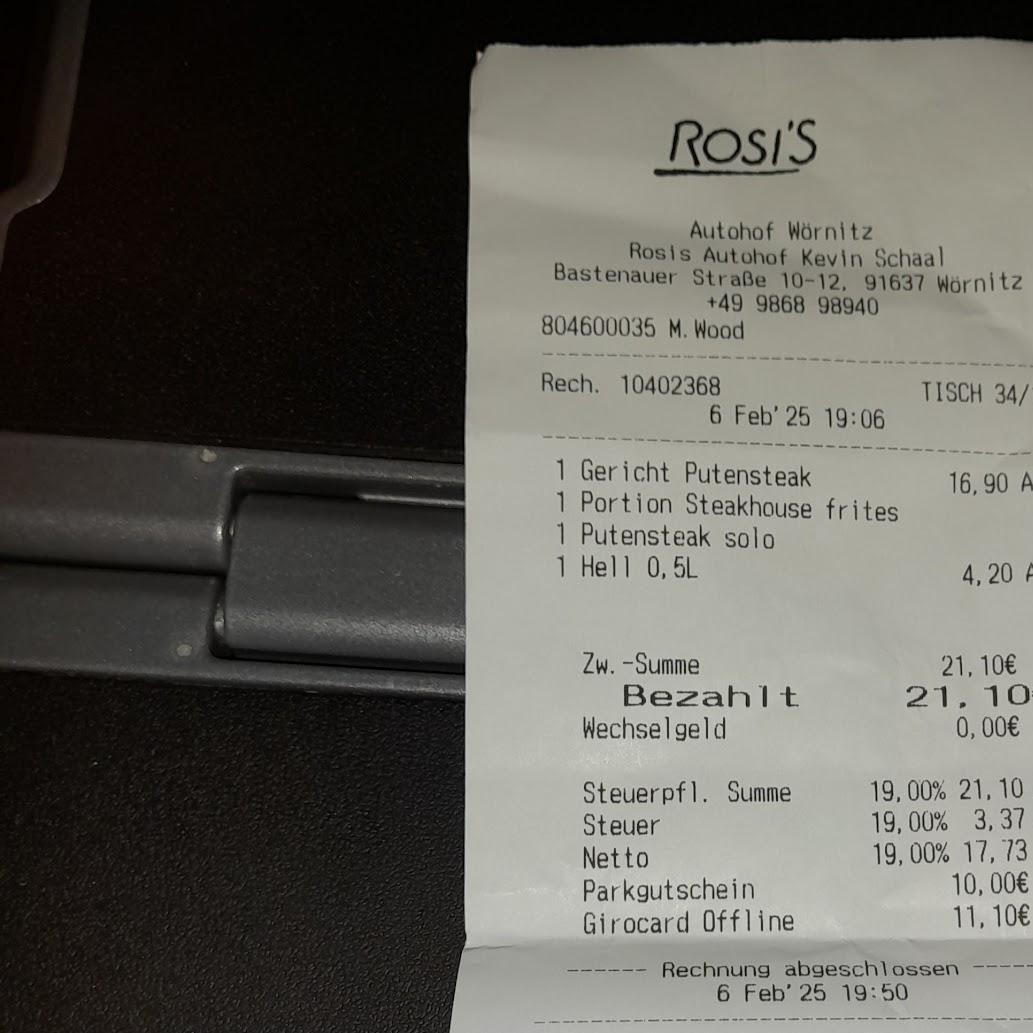 ROSI'S
Autohof Wörnitz
Rosis Autohof Kevin Schaal
Bastenauer Straße 10-12, 91637 Wörnitz
+49 9868 98940
804600035 M. Wood
Rech. 10402368 TISCH 34/
6 Feb'25 19:06
1 Gericht Putensteak 16,90 A
1 Portion Steakhouse frites
1 Putensteak solo
1 Hell 0,5L 4,20 A
Zw.-Summe 21,10€
Bezahlt 21,10
Wechselgeld 0,00€
Steuerpfl. Summe 19,00% 21,10
Steuer 19,00% 3,37
Netto 19,00% 17,73
Parkgutschein 10,00€
Girocard Offline 11,10€
------ Rechnung abgeschlossen -----
6 Feb'25 19:50